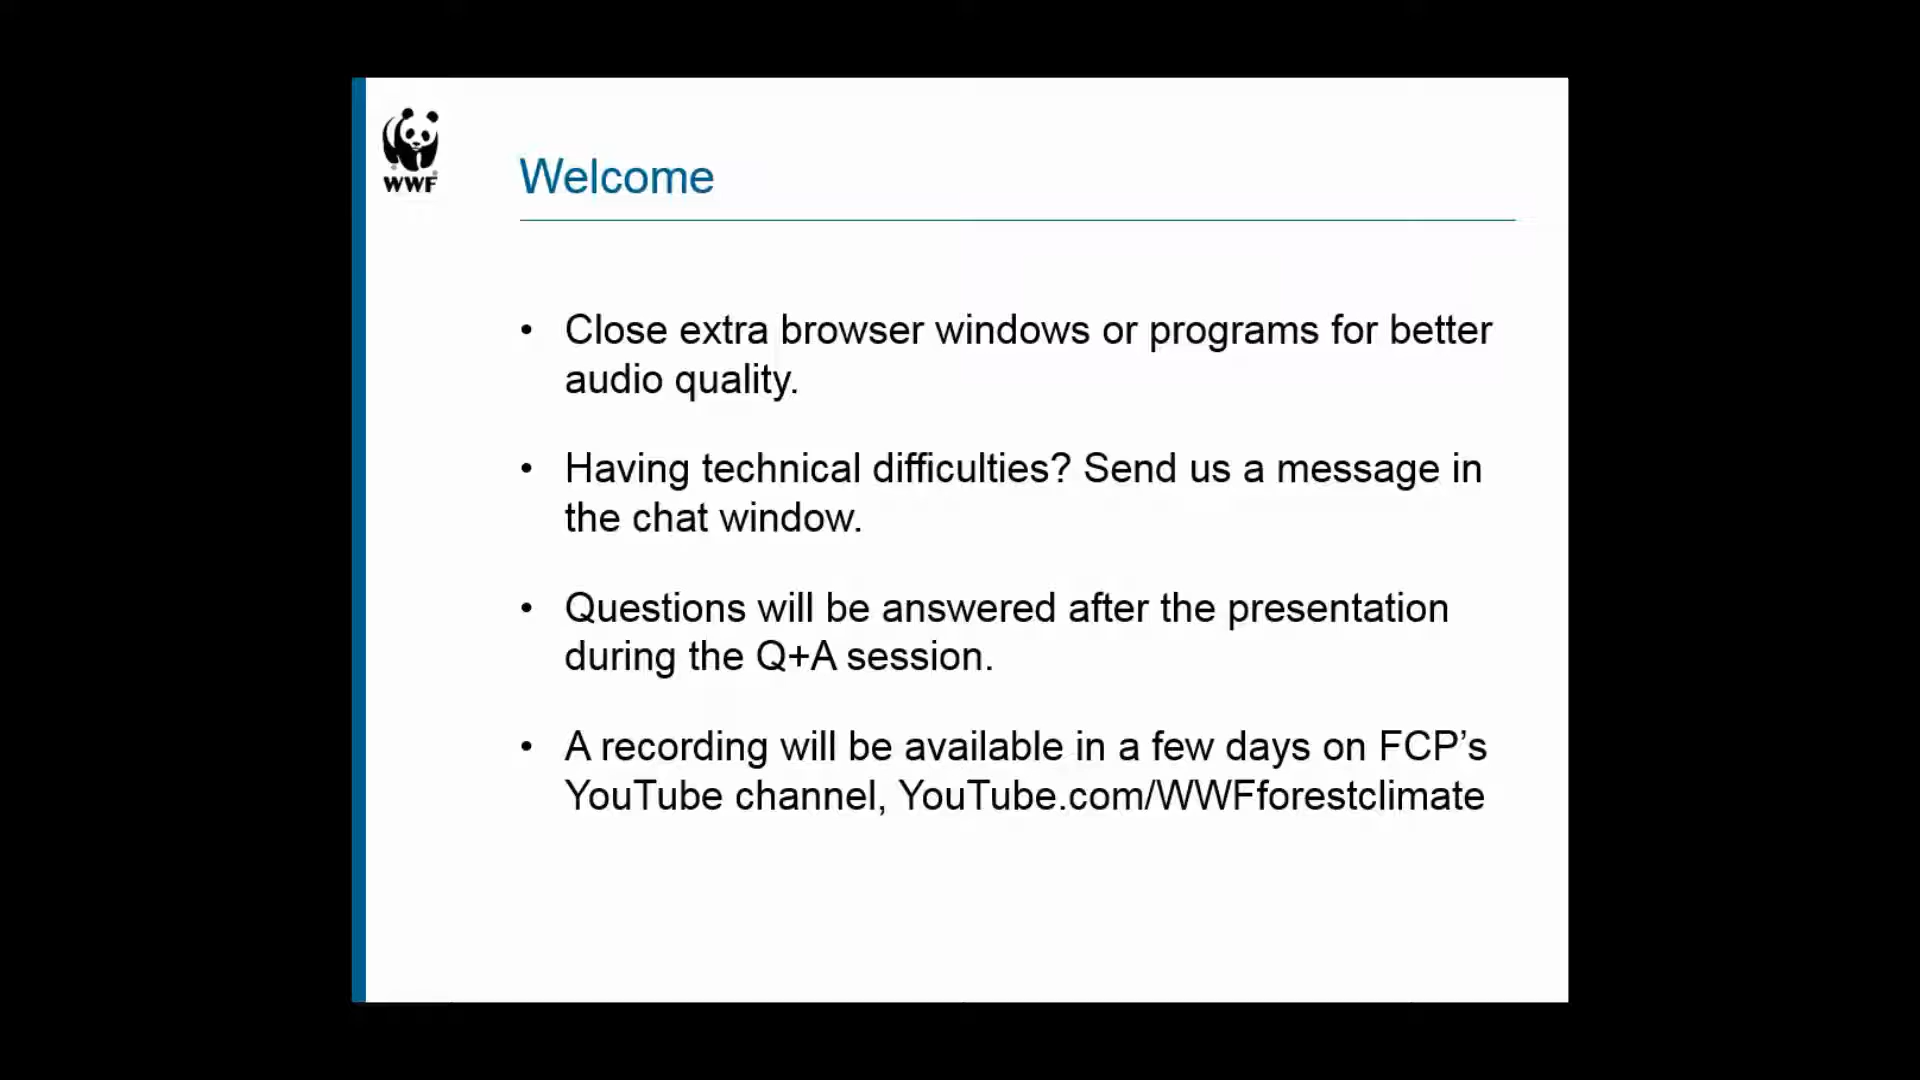 WWF
Welcome
• Close extra browser windows or programs for better
audio quality.
• Having technical difficulties? Send us a message in
the chat window.
• Questions will be answered after the presentation
during the Q+A session.
• A recording will be available in a few days on FCP’s
YouTube channel, YouTube.com/WWFforestclimate